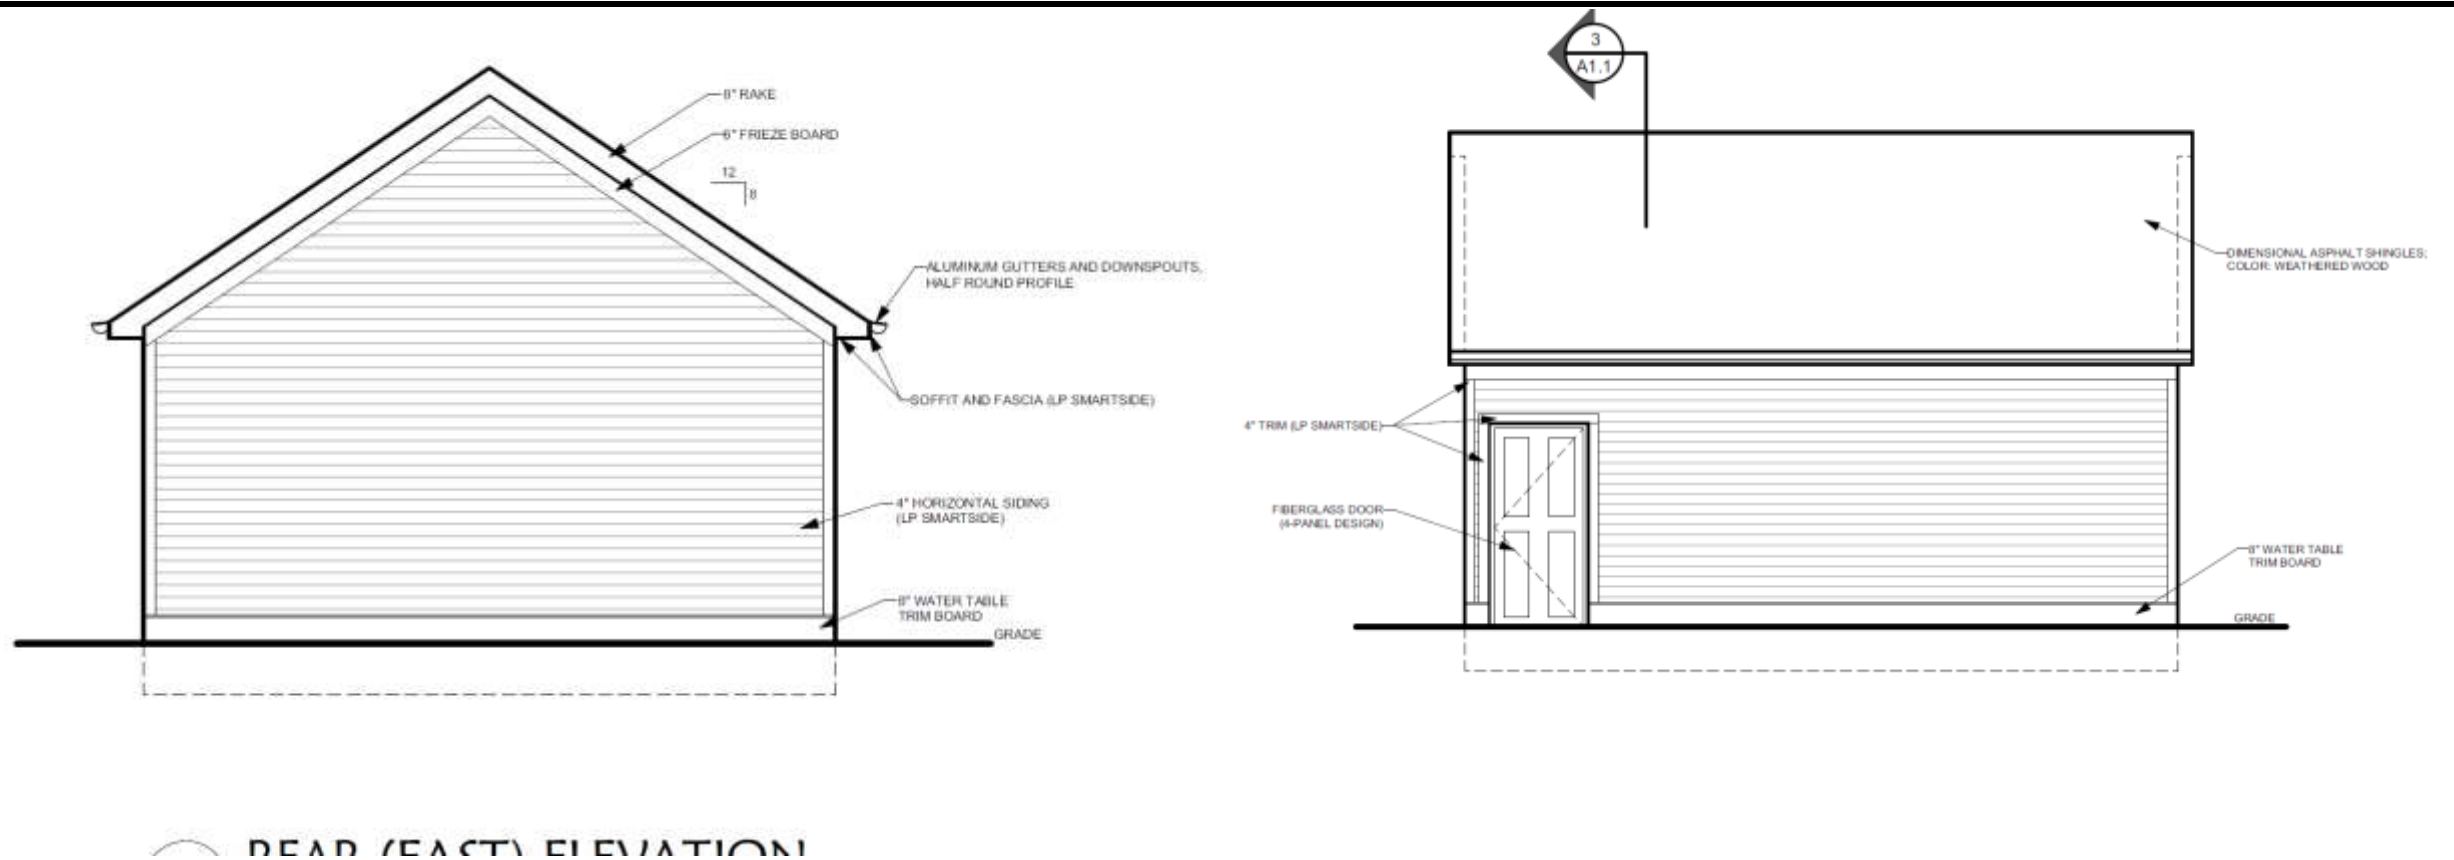 8" RAKE
6" FRIEZE BOARD
12
8
ALUMINUM GUTTERS AND DOWNSPOUTS,
HALF ROUND PROFILE
SOFFIT AND FASCIA (LP SMARTSIDE)
4" HORIZONTAL SIDING
(LP SMARTSIDE)
8" WATER TABLE
TRIM BOARD
GRADE
REAR (EAST) ELEVATION
3
A1.1
DIMENSIONAL ASPHALT SHINGLES;
COLOR: WEATHERED WOOD
4" TRIM (LP SMARTSIDE)
FIBERGLASS DOOR
(4-PANEL DESIGN)
8" WATER TABLE
TRIM BOARD
GRADE